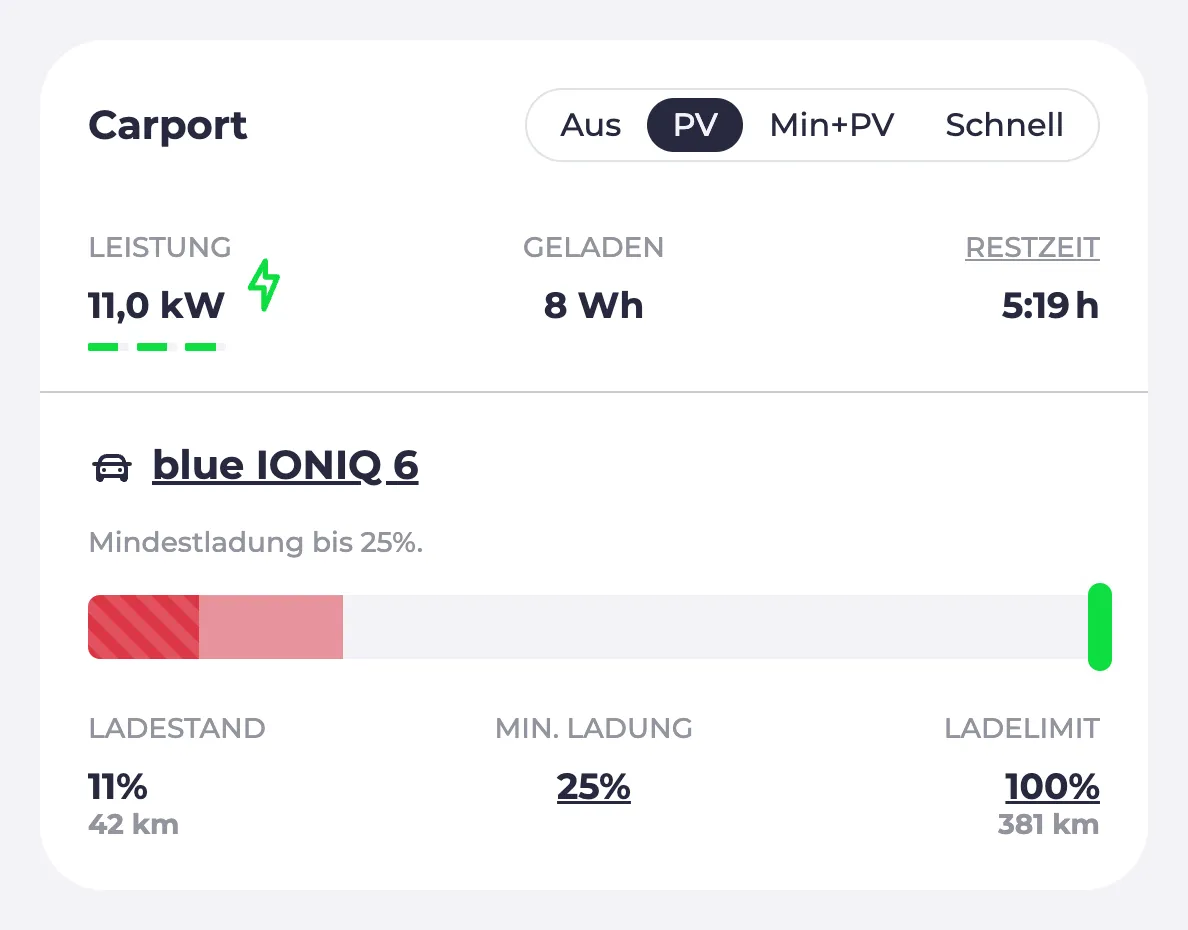 Carport
Aus PV Min+PV Schnell
LEISTUNG GELADEN RESTZEIT
11,0 kW 8 Wh 5:19 h
blue IONIQ 6
Mindestladung bis 25%.
LADESTAND MIN. LADUNG LADELIMIT
11% 25% 100%
42 km 381 km